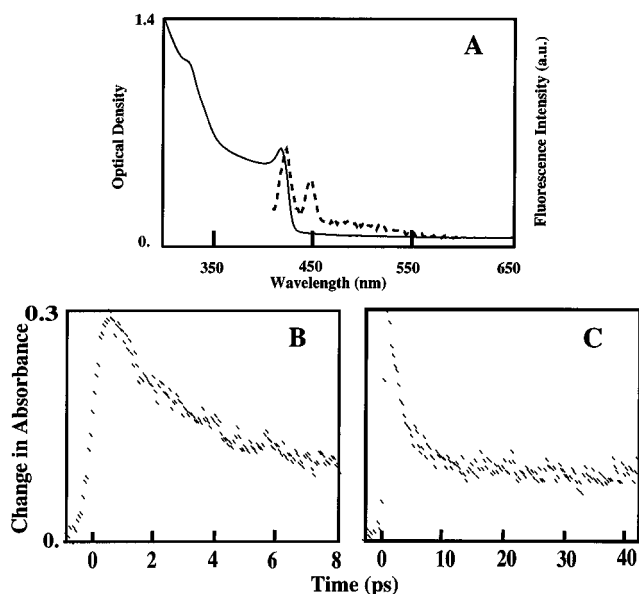 1.4
A
Optical Density
Fluorescence Intensity (a.u.)
0.
350 450 550 650
Wavelength (nm)
0.3
B
C
Change in Absorbance
0.
0 2 4 6 8
0 10 20 30 40
Time (ps)